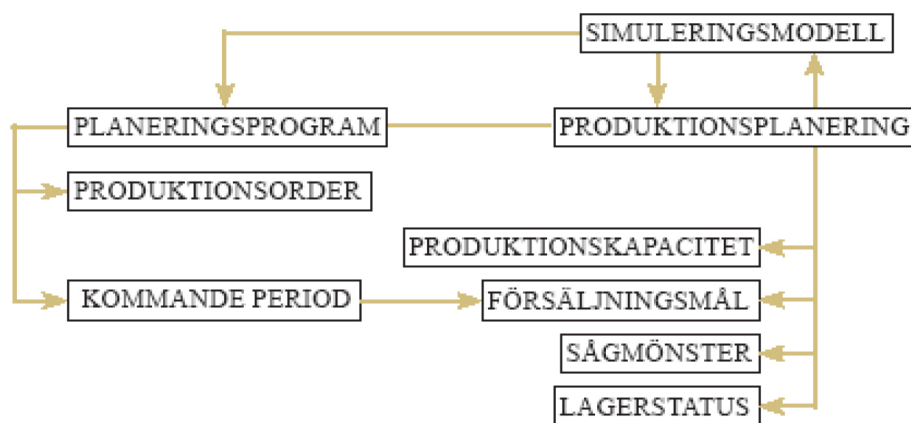 SIMULERINGSMODELL
PLANERINGSPROGRAM
PRODUKTIONSPLANERING
PRODUKTIONSORDER
PRODUKTIONSKAPACITET
KOMMANDE PERIOD
FÖRSÄLJNINGSMÅL
SÅGMÖNSTER
LAGERSTATUS